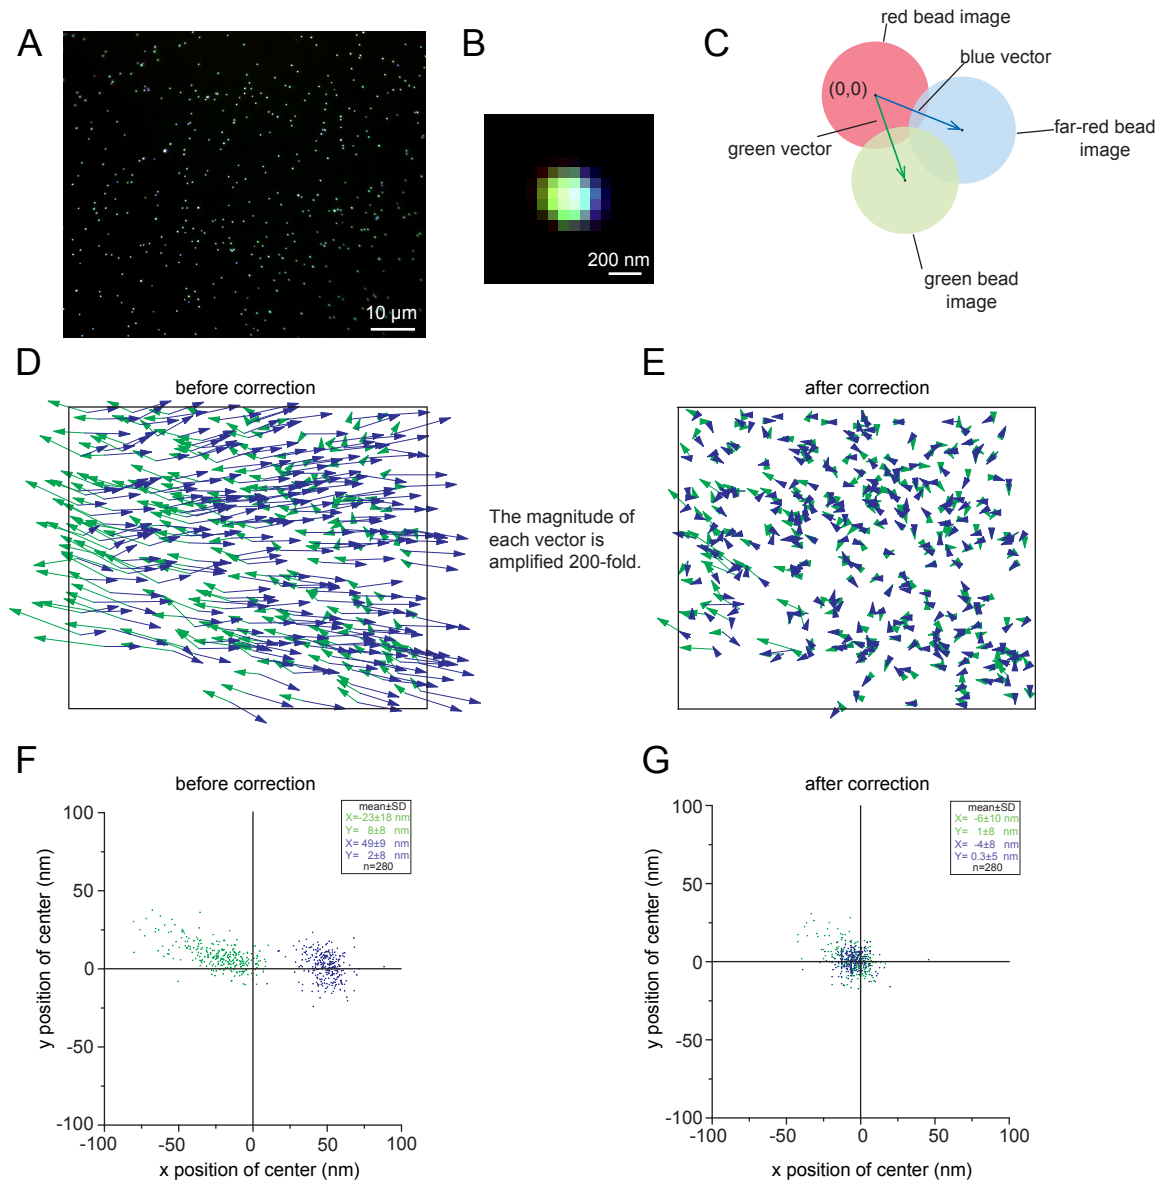 A
10 µm
B
200 nm
C
red bead image
blue vector
(0,0)
green vector
far-red bead
image
green bead
image
D
before correction
The magnitude of
each vector is
amplified 200-fold.
E
after correction
F
before correction
mean±SD
X=-23±18 nm
Y= 8±8 nm
X= 49±9 nm
Y= 2±8 nm
n=280
100
50
0
-50
-100
y position of center (nm)
-100
-50
0
50
100
x position of center (nm)
G
after correction
mean±SD
X= -6±10 nm
Y= 1±8 nm
X= -4±8 nm
Y= 0.3±5 nm
n=280
100
50
0
-50
-100
y position of center (nm)
-100
-50
0
50
100
x position of center (nm)